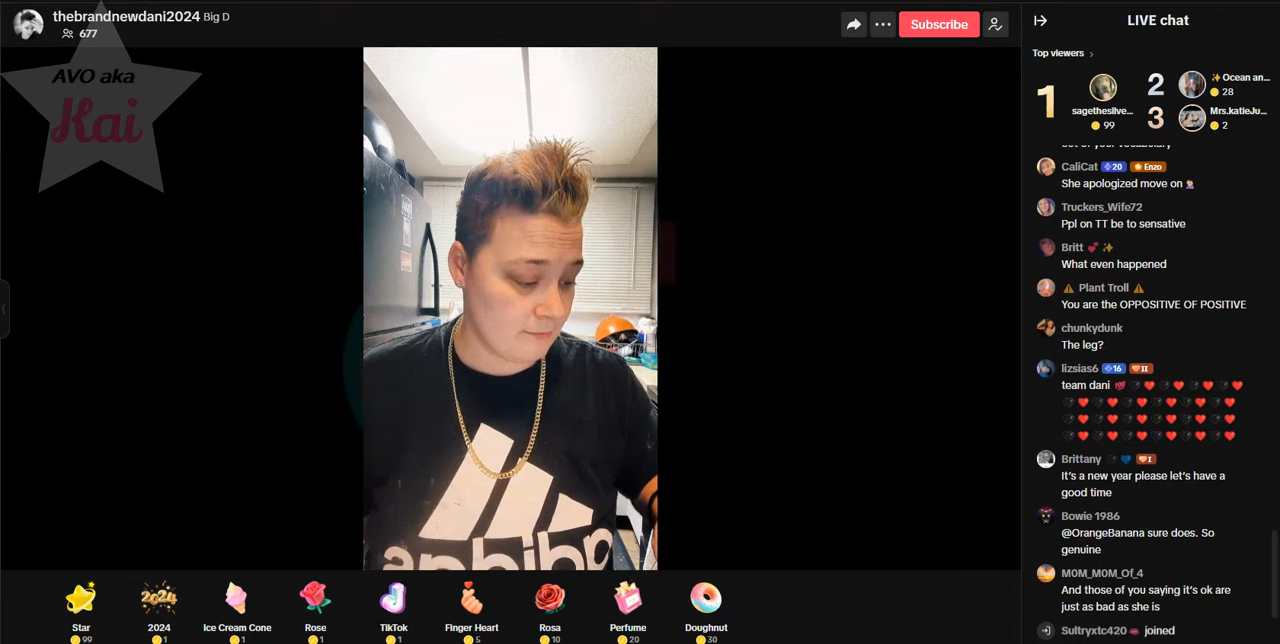 thebrandnewdani2024 Big D
677
Subscribe
AVO aka
Kai
LIVE chat
Top viewers
1
sagethesilve...
99
2
Ocean an...
28
3
Mrs.katieJu...
2
CaliCat 20 Enzo
She apologized move on
Truckers_Wife72
Ppl on TT be to sensative
Britt
What even happened
Plant Troll
You are the OPPOSITIVE OF POSITIVE
chunkydunk
The leg?
lizsias6 16 II
team dani 💯
Brittany I
It's a new year please let's have a
good time
Bowie 1986
@OrangeBanana sure does. So
genuine
M0M_M0M_Of_4
And those of you saying it's ok are
just as bad as she is
Sultryxtc420 joined
2024
Star
2024
Ice Cream Cone
Rose
TikTok
Finger Heart
Rosa
Perfume
Doughnut
99
1
1
1
1
5
10
20
30